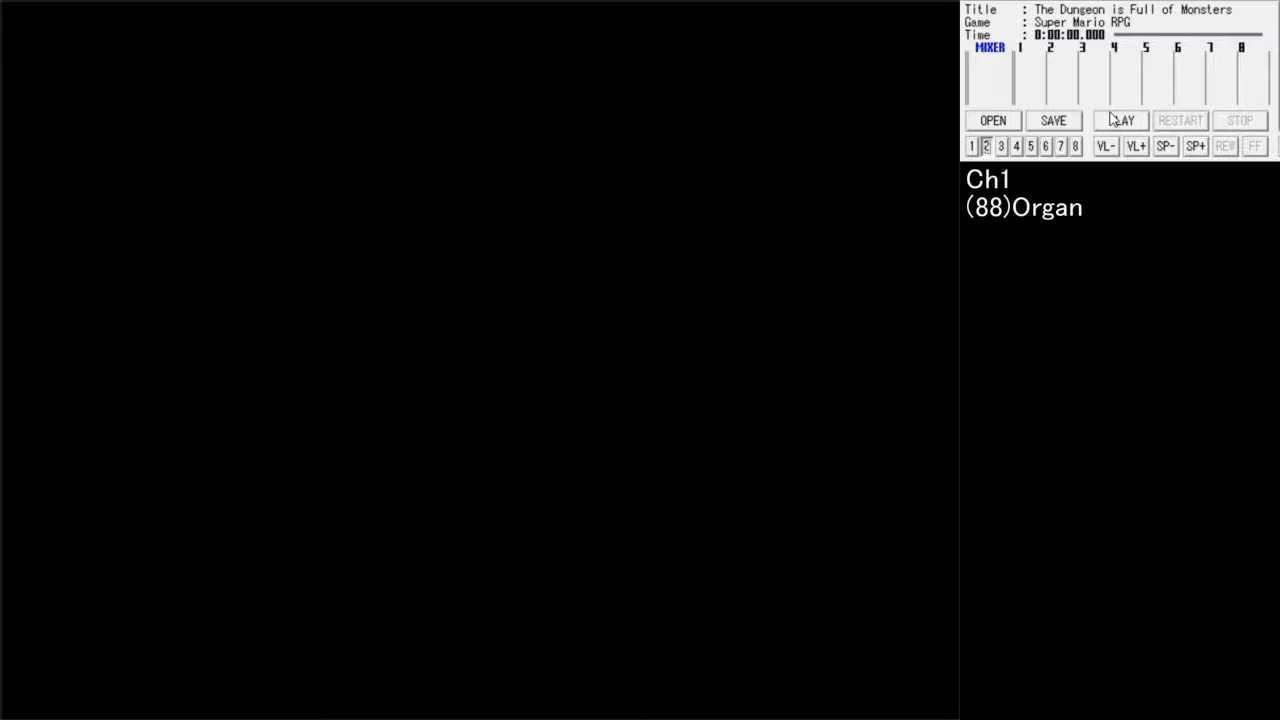 Title : The Dungeon is Full of Monsters
Game : Super Mario RPG
Time : 0:00:00.000
MIXER 1 2 3 4 5 6 7 8
OPEN SAVE PLAY RESTART STOP
1 2 3 4 5 6 7 8 VL- VL+ SP- SP+ REW FF
Ch1
(88)Organ